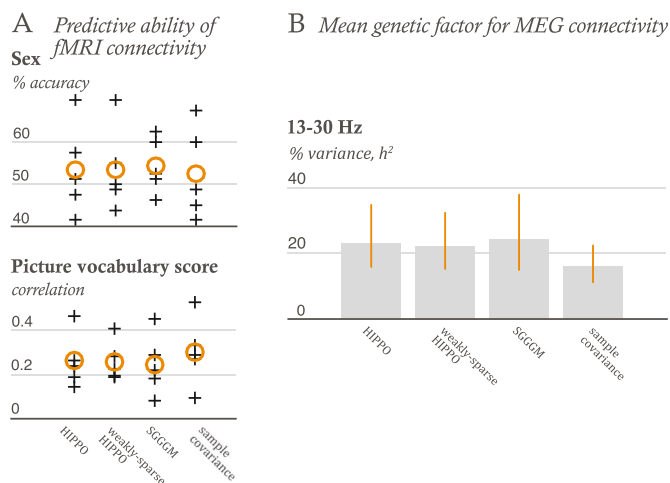 A Predictive ability of
fMRI connectivity
Sex
% accuracy
60
50
40
Picture vocabulary score
correlation
0.4
0.2
0
HIPPO
weakly-sparse
HIPPO
SGGGM
sample
covariance
B Mean genetic factor for MEG connectivity
13-30 Hz
% variance, h²
40
20
0
HIPPO
weakly-sparse
HIPPO
SGGGM
sample
covariance